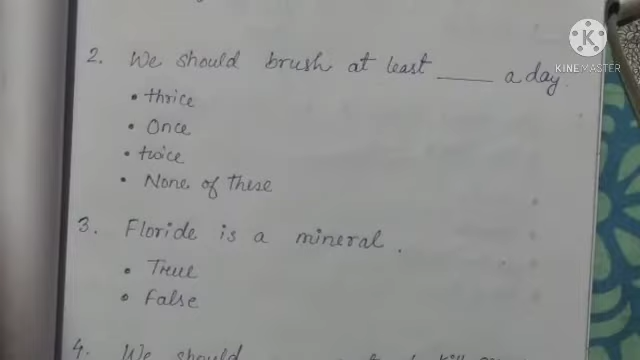 KINEMASTER
2. We should brush at least ____ a day.
• thrice
• Once
• twice
• None of these
3. Floride is a mineral.
• True
• False
4. We should